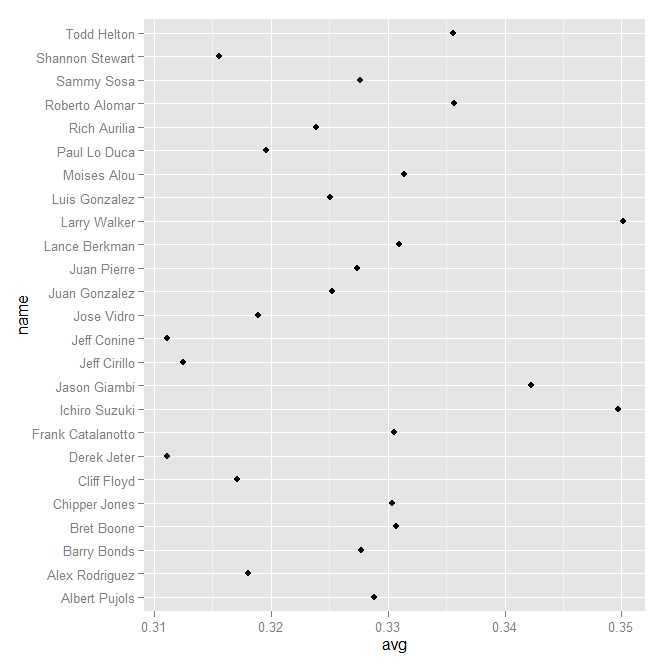 Todd Helton
Shannon Stewart
Sammy Sosa
Roberto Alomar
Rich Aurilia
Paul Lo Duca
Moises Alou
Luis Gonzalez
Larry Walker
Lance Berkman
Juan Pierre
Juan Gonzalez
Jose Vidro
Jeff Conine
Jeff Cirillo
Jason Giambi
Ichiro Suzuki
Frank Catalanotto
Derek Jeter
Cliff Floyd
Chipper Jones
Bret Boone
Barry Bonds
Alex Rodriguez
Albert Pujols
name
0.31 0.32 0.33 0.34 0.35
avg